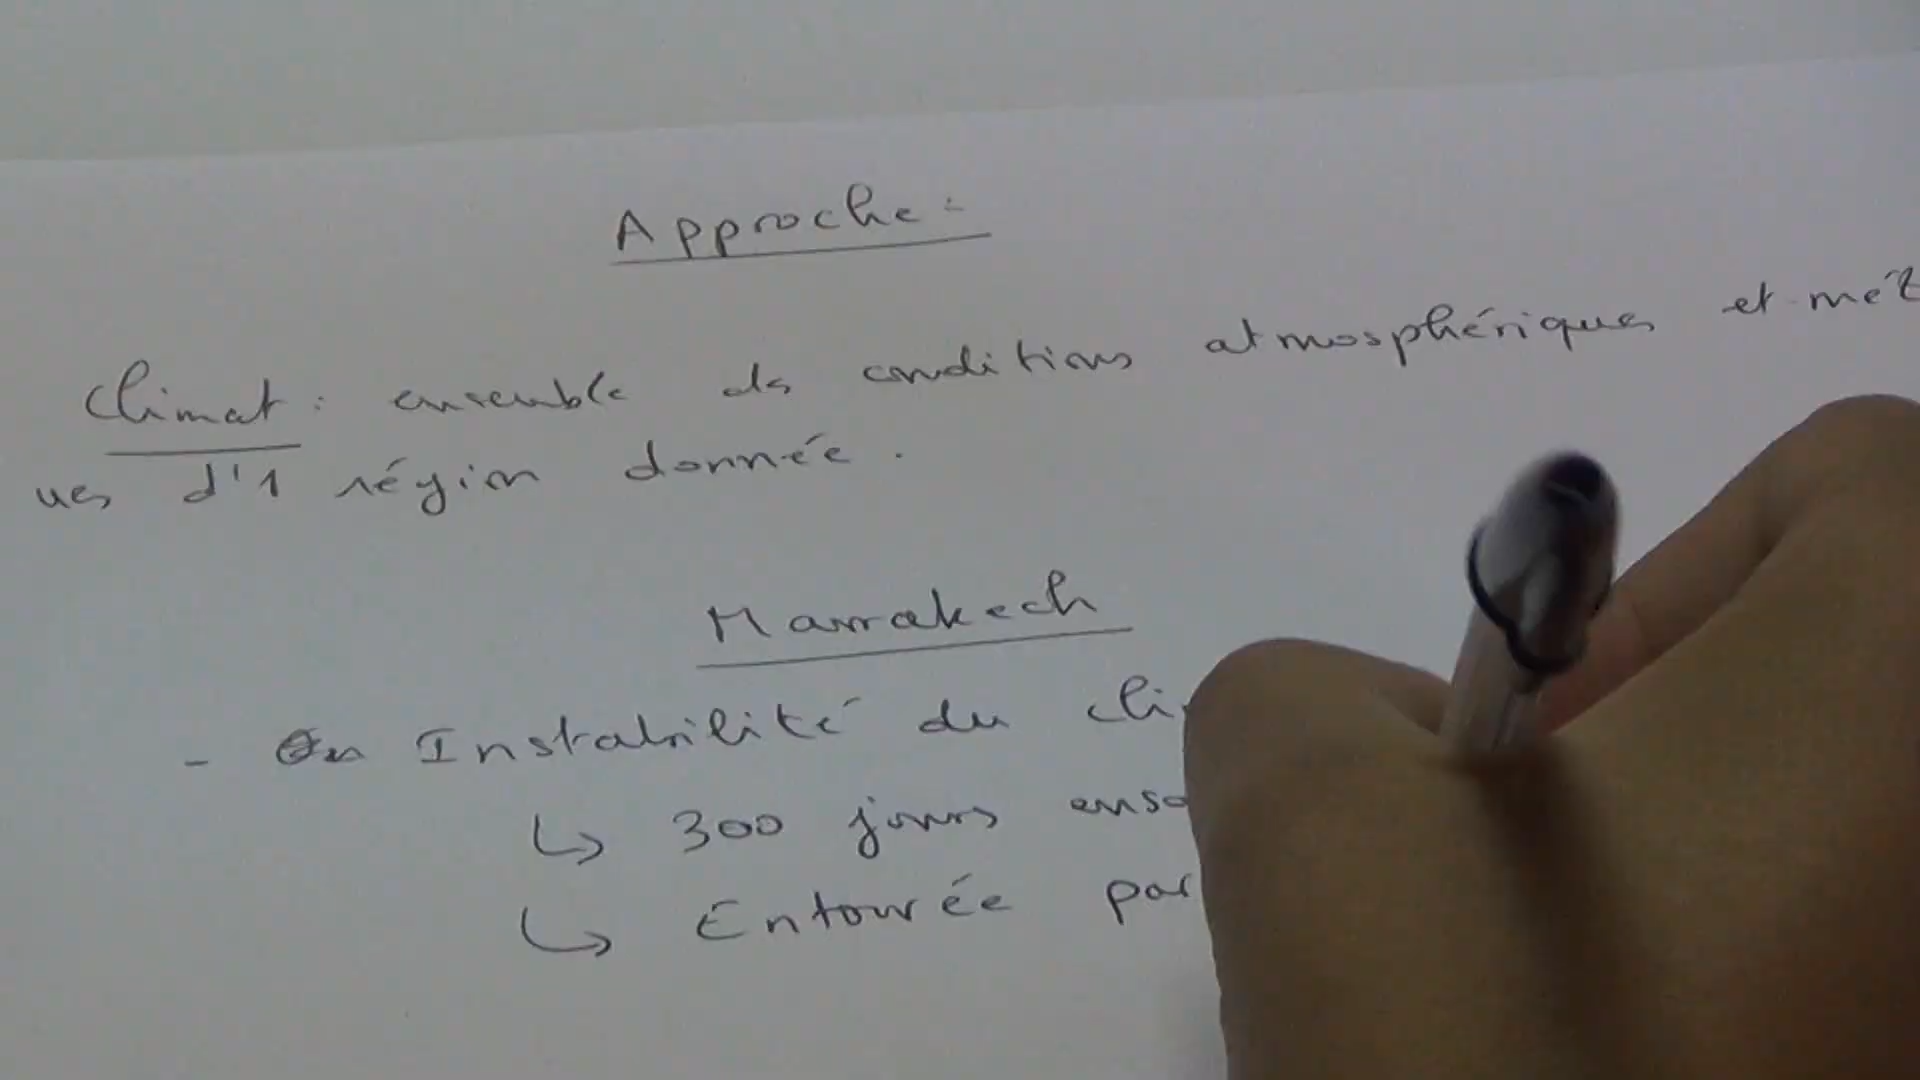 Approche :
Climat : ensemble ds conditions atmosphériques et mét
ues d'1 région donnée.
Marrakech
- Instabilité du cli
↳ 300 jours enso
↳ Entourée par